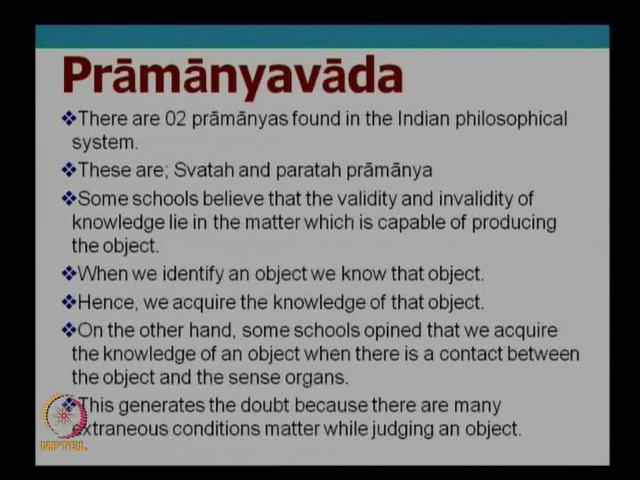 Prāmānyavāda
❖There are 02 prāmānyas found in the Indian philosophical
system.
❖These are; Svatah and paratah prāmānya
❖Some schools believe that the validity and invalidity of
knowledge lie in the matter which is capable of producing
the object.
❖When we identify an object we know that object.
❖Hence, we acquire the knowledge of that object.
❖On the other hand, some schools opined that we acquire
the knowledge of an object when there is a contact between
the object and the sense organs.
❖This generates the doubt because there are many
extraneous conditions matter while judging an object.
NPTEL